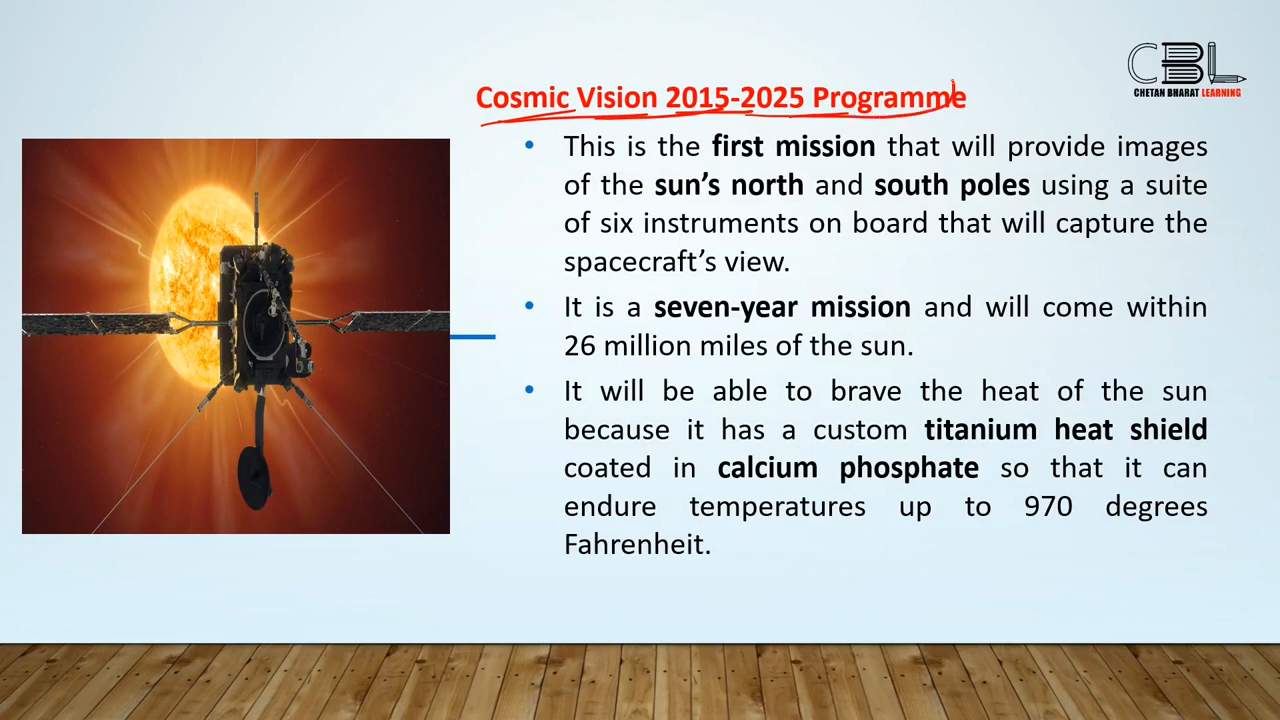 CBL
CHETAN BHARAT LEARNING
Cosmic Vision 2015-2025 Programme
• This is the first mission that will provide images
of the sun’s north and south poles using a suite
of six instruments on board that will capture the
spacecraft’s view.
• It is a seven-year mission and will come within
26 million miles of the sun.
• It will be able to brave the heat of the sun
because it has a custom titanium heat shield
coated in calcium phosphate so that it can
endure temperatures up to 970 degrees
Fahrenheit.